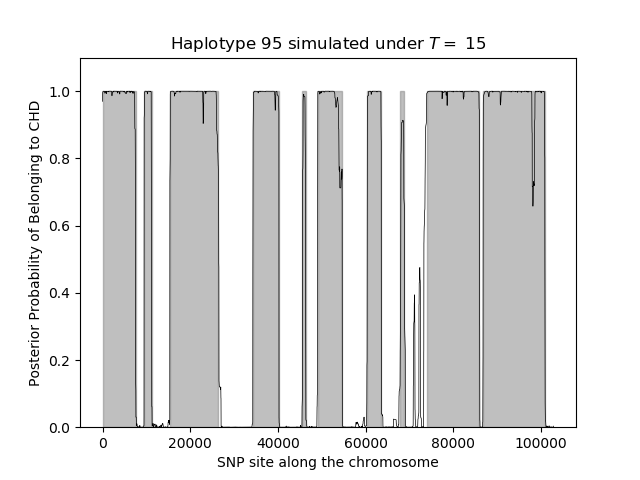 Haplotype 95 simulated under T = 15
Posterior Probability of Belonging to CHD
1.0
0.8
0.6
0.4
0.2
0.0
0 20000 40000 60000 80000 100000
SNP site along the chromosome